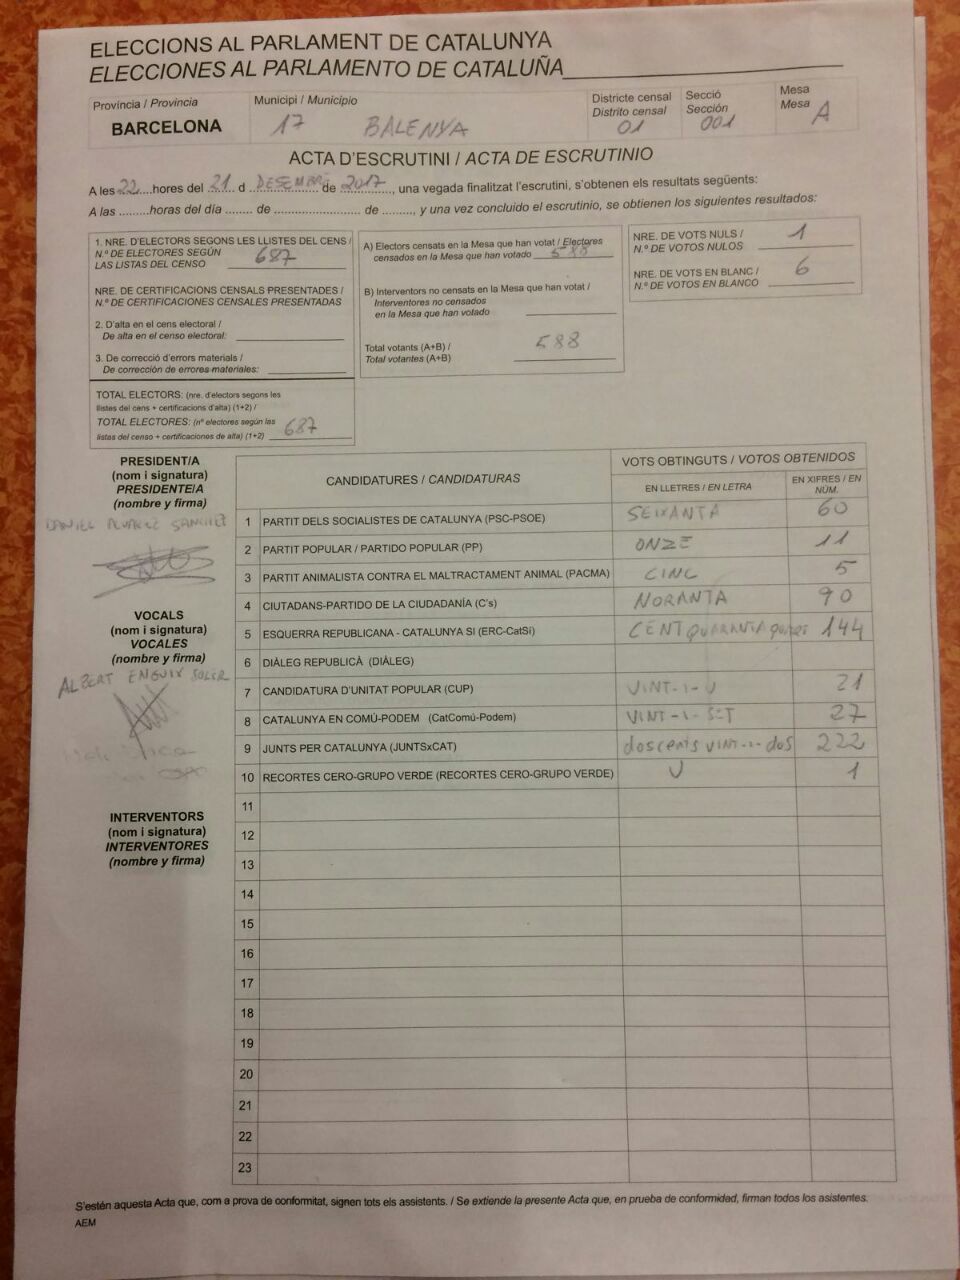 ELECCIONS AL PARLAMENT DE CATALUNYA
ELECCIONES AL PARLAMENTO DE CATALUÑA
Província / Provincia
BARCELONA
Municipi / Municipio
17 BALENYA
Districte censal
Distrito censal
01
Secció
Sección
001
Mesa
Mesa
A
ACTA D'ESCRUTINI / ACTA DE ESCRUTINIO
A les 22 hores del 21 d DESEMBRE de 2017, una vegada finalitzat l'escrutini, s'obtenen els resultats següents:
A las .........horas del día ........ de ......................... de ........., y una vez concluido el escrutinio, se obtienen los siguientes resultados:
1. NRE. D'ELECTORS SEGONS LES LLISTES DEL CENS /
N.º DE ELECTORES SEGÚN
LAS LISTAS DEL CENSO 687
NRE. DE CERTIFICACIONS CENSALS PRESENTADES /
N.º DE CERTIFICACIONES CENSALES PRESENTADAS
2. D'alta en el cens electoral /
De alta en el censo electoral:
3. De correcció d'errors materials /
De corrección de errores materiales:
TOTAL ELECTORS: (nre. d'electors segons les
llistes del cens + certificacions d'alta) (1+2) /
TOTAL ELECTORES: (nº electores según las
listas del censo + certificaciones de alta) (1+2) 687
A) Electors censats en la Mesa que han votat / Electores
censados en la Mesa que han votado 588
B) Interventors no censats en la Mesa que han votat /
Interventores no censados
en la Mesa que han votado
Total votants (A+B) /
Total votantes (A+B) 588
NRE. DE VOTS NULS /
N.º DE VOTOS NULOS 1
NRE. DE VOTS EN BLANC /
N.º DE VOTOS EN BLANCO 6
PRESIDENT/A
(nom i signatura)
PRESIDENTE/A
(nombre y firma)
DANIEL ALVAREZ SANCHEZ
VOCALS
(nom i signatura)
VOCALES
(nombre y firma)
ALBERT ENGUIX SOLER
INTERVENTORS
(nom i signatura)
INTERVENTORES
(nombre y firma)
CANDIDATURES / CANDIDATURAS
VOTS OBTINGUTS / VOTOS OBTENIDOS
EN LLETRES / EN LETRA
EN XIFRES / EN NÚM.
1 PARTIT DELS SOCIALISTES DE CATALUNYA (PSC-PSOE) SEIXANTA 60
2 PARTIT POPULAR / PARTIDO POPULAR (PP) ONZE 11
3 PARTIT ANIMALISTA CONTRA EL MALTRACTAMENT ANIMAL (PACMA) CINC 5
4 CIUTADANS-PARTIDO DE LA CIUDADANÍA (C's) NORANTA 90
5 ESQUERRA REPUBLICANA - CATALUNYA SI (ERC-CatSí) CENT QUARANTA 144
6 DIÀLEG REPUBLICÀ (DIÀLEG)
7 CANDIDATURA D'UNITAT POPULAR (CUP) VINT-I-U 21
8 CATALUNYA EN COMÚ-PODEM (CatComú-Podem) VINT-I-SET 27
9 JUNTS PER CATALUNYA (JUNTSxCAT) doscents VINT-I-dos 222
10 RECORTES CERO-GRUPO VERDE (RECORTES CERO-GRUPO VERDE) U 1
11
12
13
14
15
16
17
18
19
20
21
22
23
S'estén aquesta Acta que, com a prova de conformitat, signen tots els assistents. / Se extiende la presente Acta que, en prueba de conformidad, firman todos los asistentes.
AEM